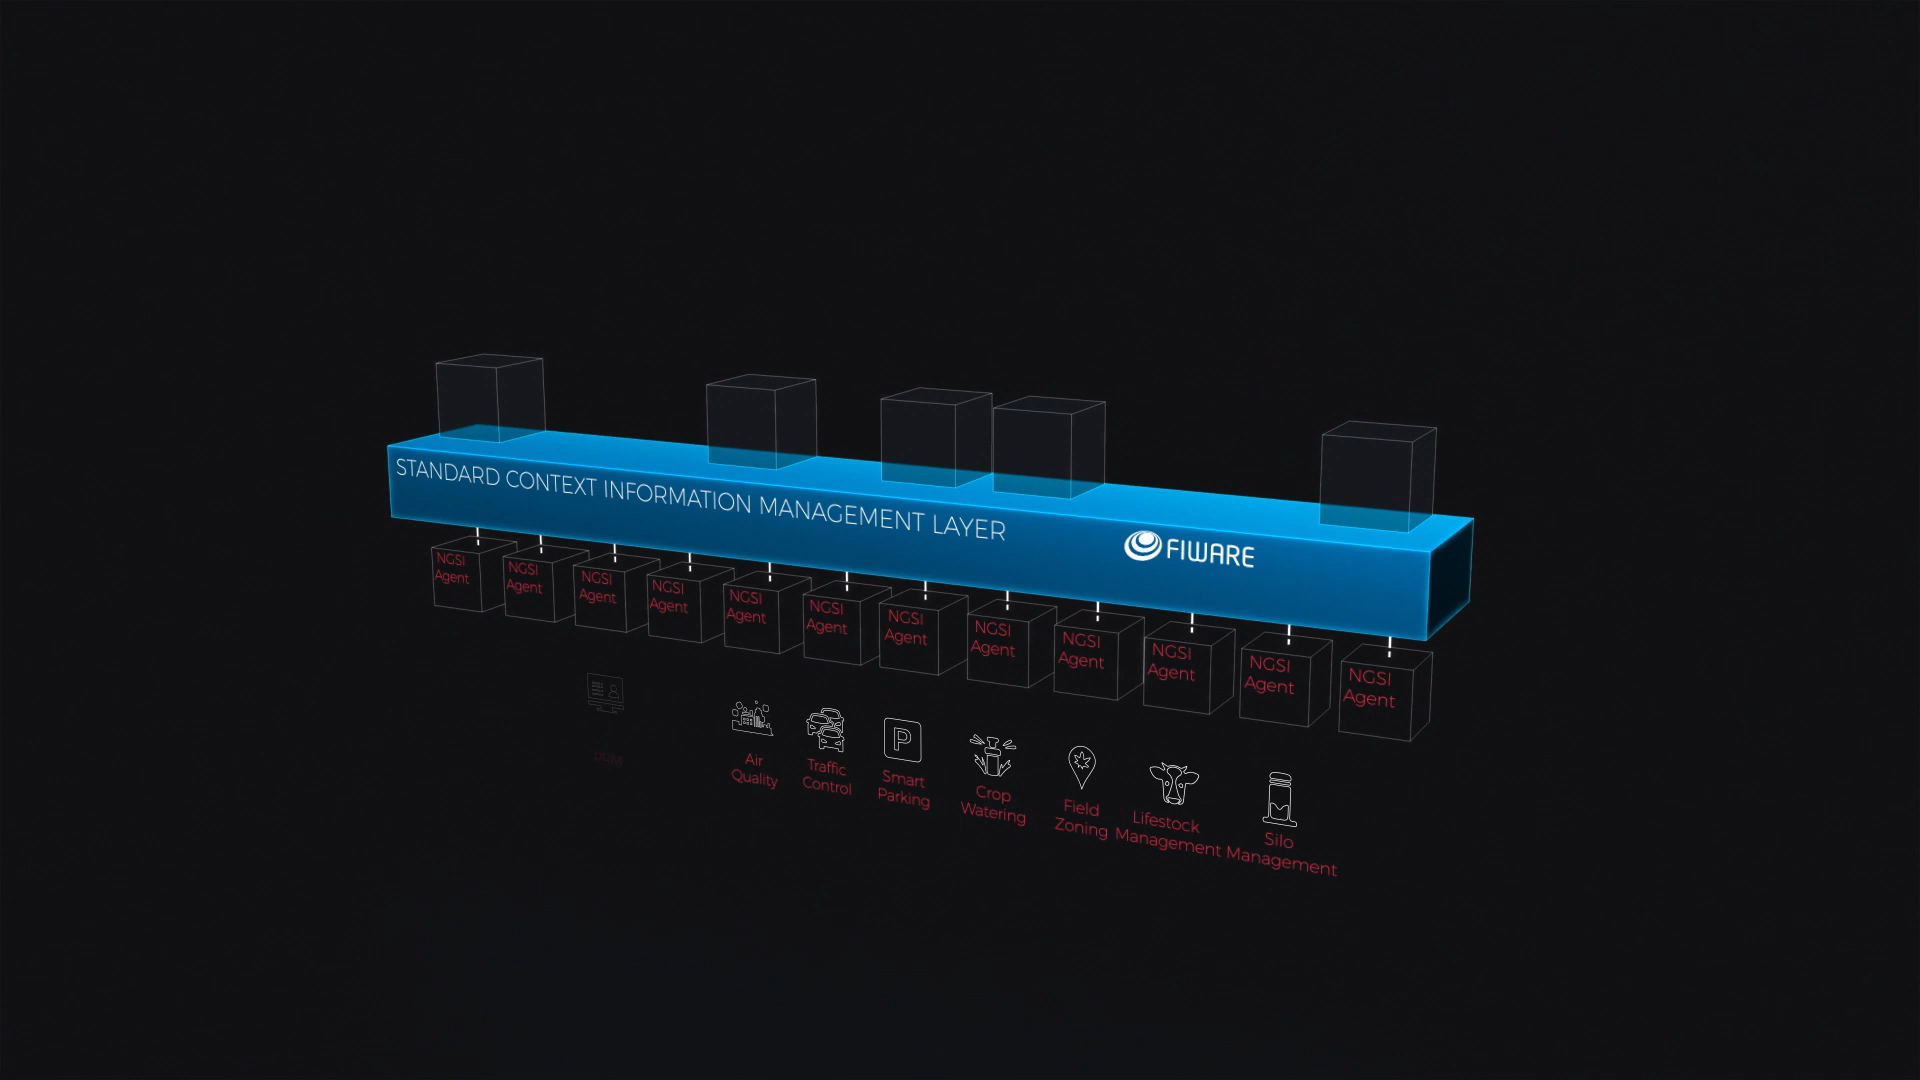 STANDARD CONTEXT INFORMATION MANAGEMENT LAYER
FIWARE
NGSI
Agent
NGSI
Agent
NGSI
Agent
NGSI
Agent
NGSI
Agent
NGSI
Agent
NGSI
Agent
NGSI
Agent
NGSI
Agent
NGSI
Agent
NGSI
Agent
NGSI
Agent
Air
Quality
Traffic
Control
P
Smart
Parking
Crop
Watering
Field
Zoning
Lifestock
Management
Silo
Management